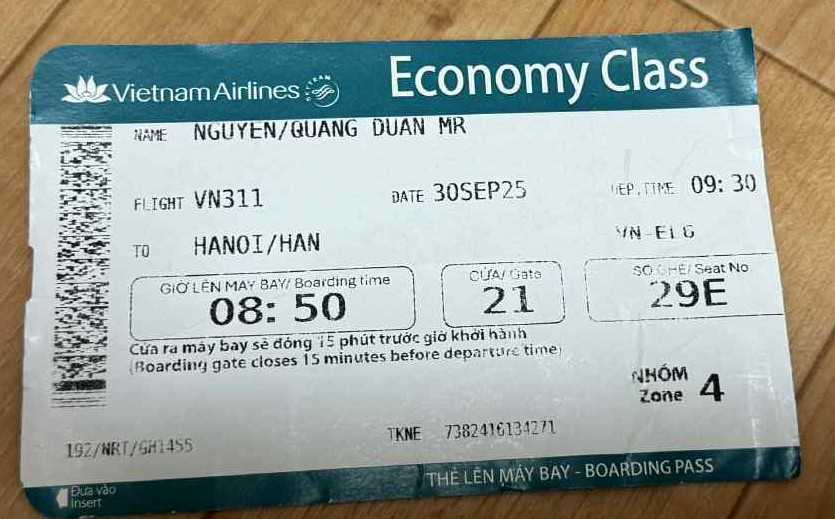 Vietnam Airlines SKYTEAM Economy Class
NAME NGUYEN/QUANG DUAN MR
FLIGHT VN311 DATE 30SEP25 DEP.TIME 09:30
TO HANOI/HAN
GIỜ LÊN MÁY BAY/ Boarding time CỬA/ Gate SỐ GHẾ/ Seat No
08:50 21 29E
Cửa ra máy bay sẽ đóng 15 phút trước giờ khởi hành
(Boarding gate closes 15 minutes before departure time)
NHÓM
Zone 4
192/NRT/GH1455 TKNE 7382416134271
Đưa vào
Insert
THẺ LÊN MÁY BAY - BOARDING PASS